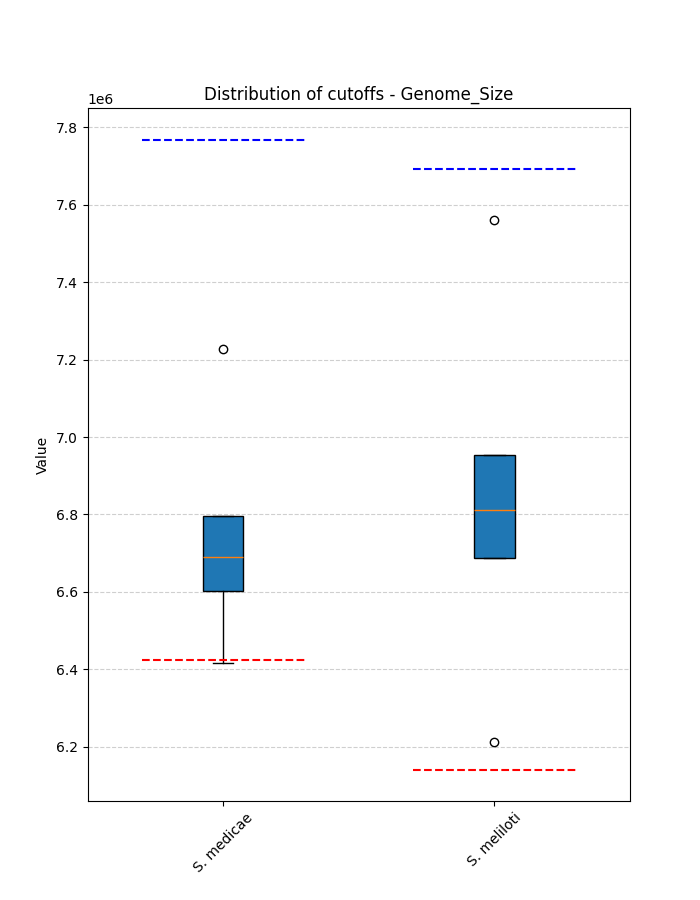 Distribution of cutoffs - Genome_Size
1e6
7.8
7.6
7.4
7.2
7.0
6.8
6.6
6.4
6.2
Value
S. medicae
S. meliloti